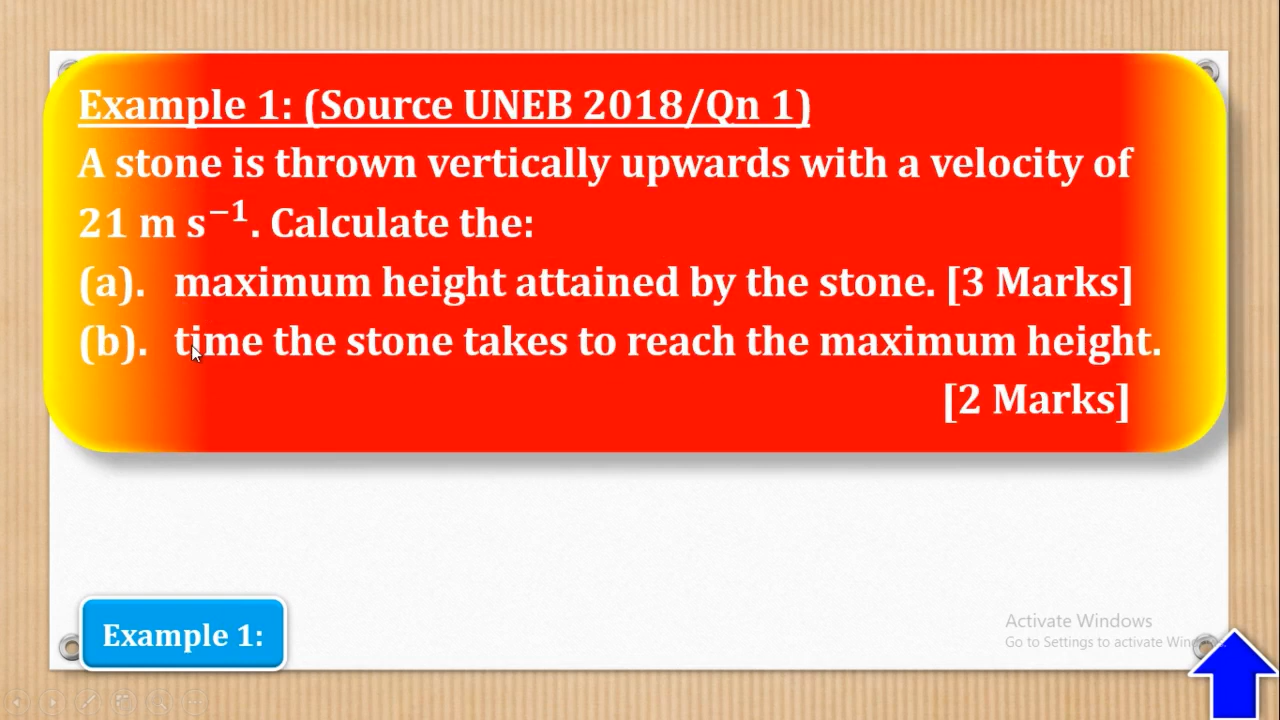 Example 1: (Source UNEB 2018/Qn 1)
A stone is thrown vertically upwards with a velocity of
21 m s⁻¹. Calculate the:
(a). maximum height attained by the stone. [3 Marks]
(b). time the stone takes to reach the maximum height.
[2 Marks]
Example 1:
Activate Windows
Go to Settings to activate Windows.